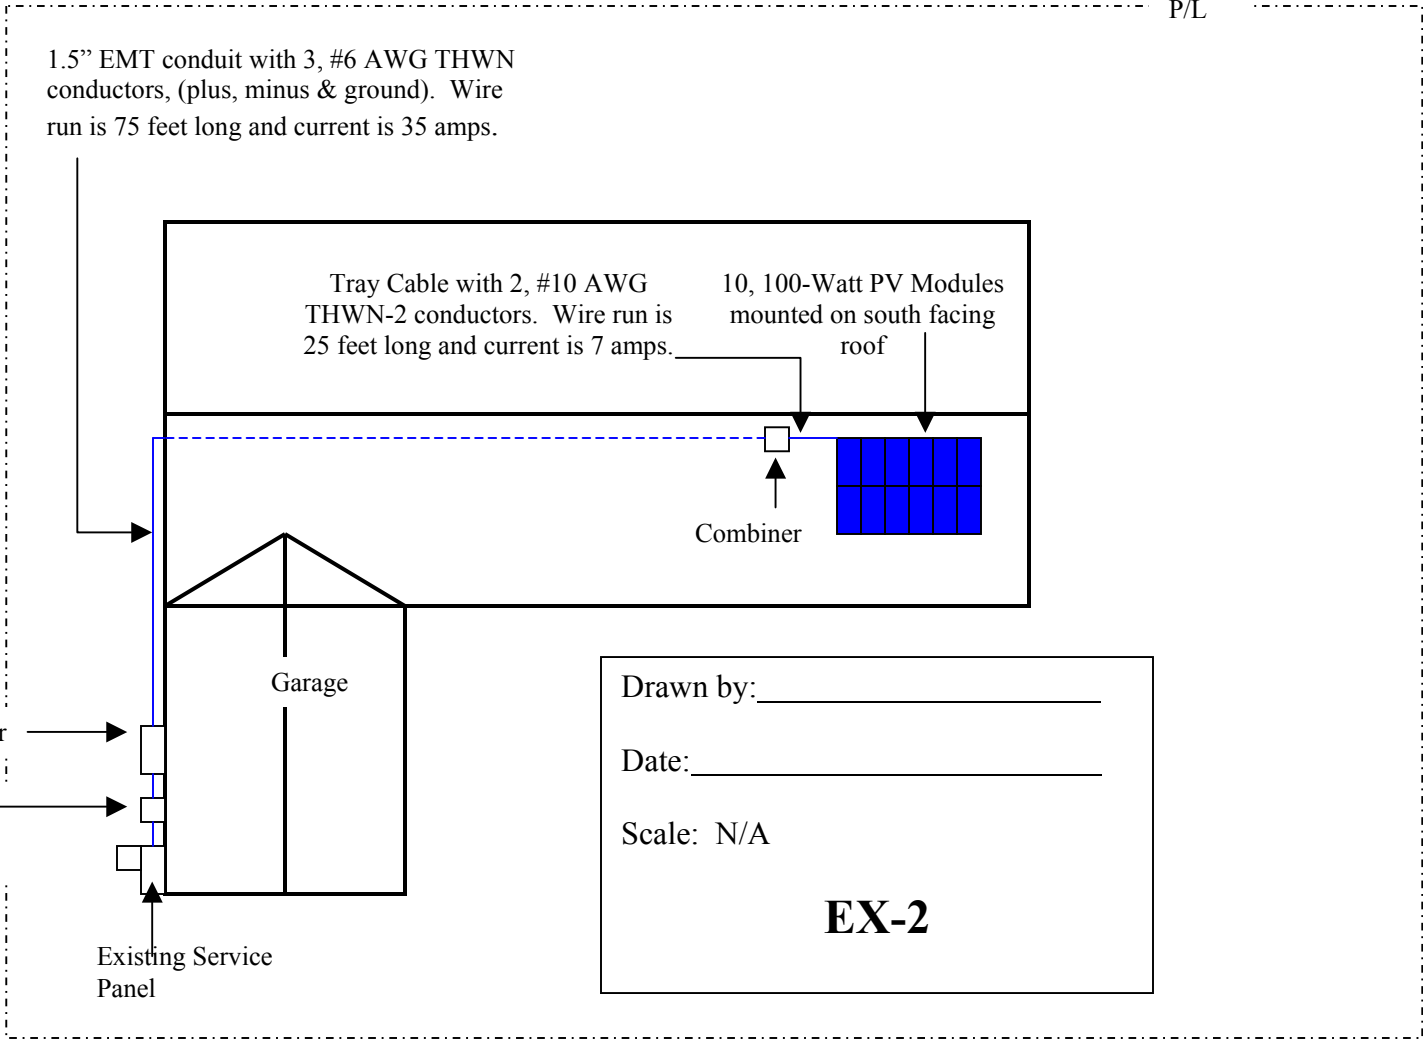 P/L
1.5” EMT conduit with 3, #6 AWG THWN
conductors, (plus, minus & ground).  Wire
run is 75 feet long and current is 35 amps.
Tray Cable with 2, #10 AWG
THWN-2 conductors.  Wire run is
25 feet long and current is 7 amps.
10, 100-Watt PV Modules
mounted on south facing
roof
Combiner
Garage
r
Existing Service
Panel
Drawn by:
Date:
Scale:  N/A
EX-2